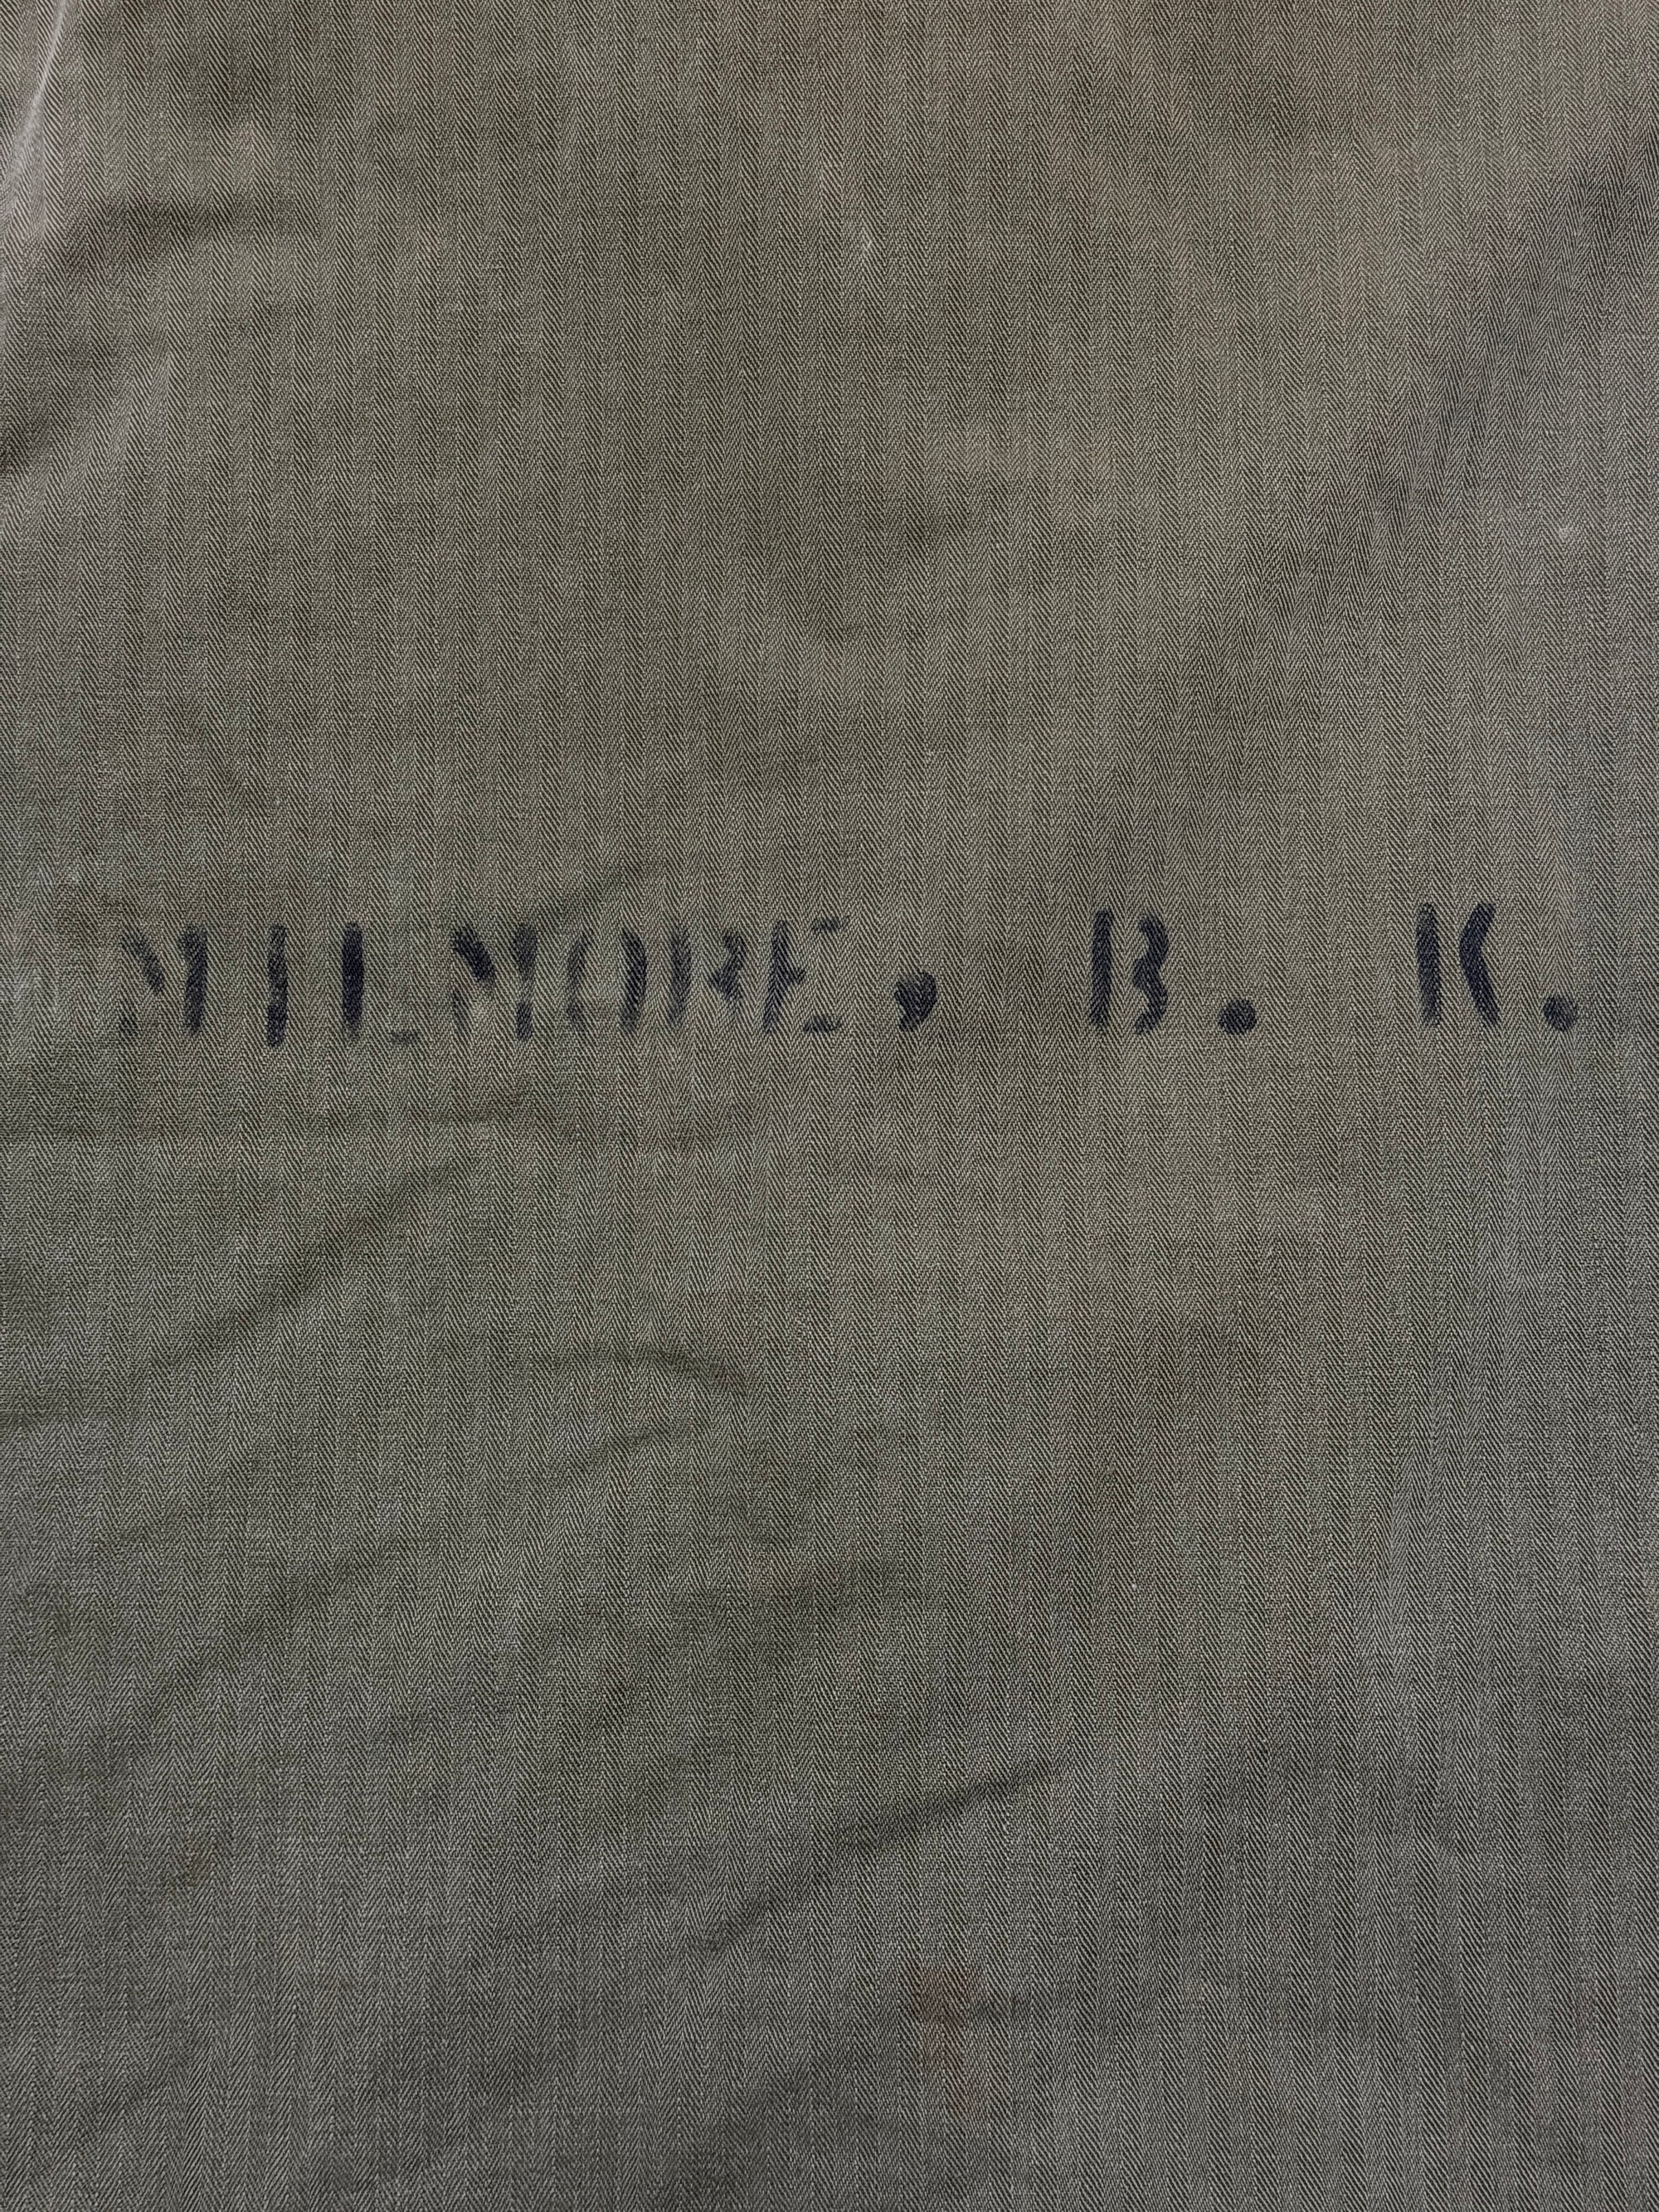 MILMORE, B. K.